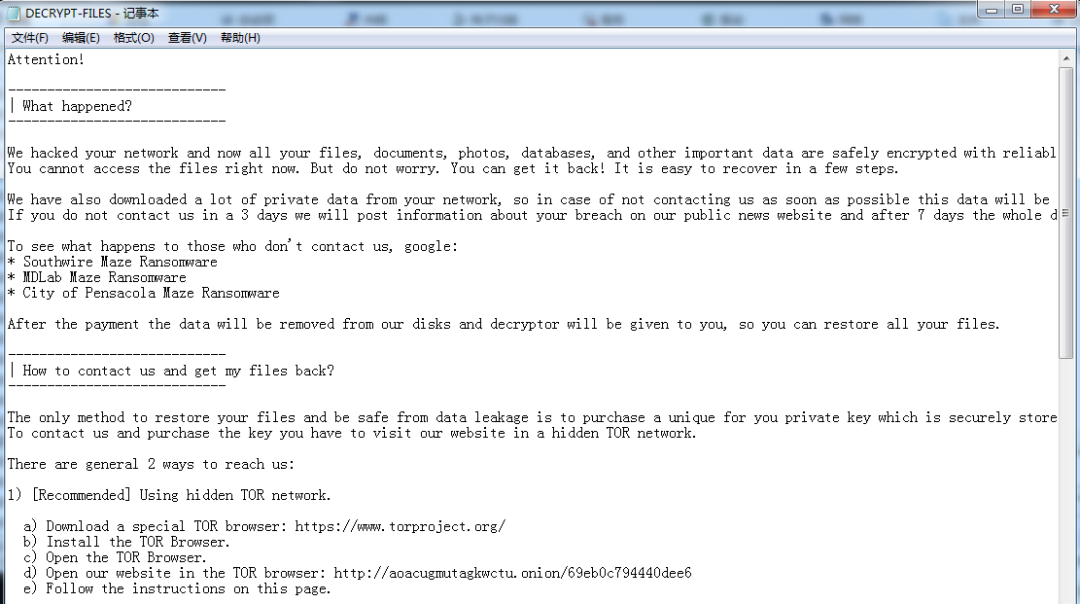 DECRYPT-FILES - 记事本
文件(F) 编辑(E) 格式(O) 查看(V) 帮助(H)
Attention!
----------------------------
| What happened?
----------------------------
We hacked your network and now all your files, documents, photos, databases, and other important data are safely encrypted with reliabl
You cannot access the files right now. But do not worry. You can get it back! It is easy to recover in a few steps.
We have also downloaded a lot of private data from your network, so in case of not contacting us as soon as possible this data will be
If you do not contact us in a 3 days we will post information about your breach on our public news website and after 7 days the whole d
To see what happens to those who don't contact us, google:
* Southwire Maze Ransomware
* MDLab Maze Ransomware
* City of Pensacola Maze Ransomware
After the payment the data will be removed from our disks and decryptor will be given to you, so you can restore all your files.
----------------------------
| How to contact us and get my files back?
----------------------------
The only method to restore your files and be safe from data leakage is to purchase a unique for you private key which is securely store
To contact us and purchase the key you have to visit our website in a hidden TOR network.
There are general 2 ways to reach us:
1) [Recommended] Using hidden TOR network.
a) Download a special TOR browser: https://www.torproject.org/
b) Install the TOR Browser.
c) Open the TOR Browser.
d) Open our website in the TOR browser: http://aoacugmutagkwctu.onion/69eb0c794440dee6
e) Follow the instructions on this page.